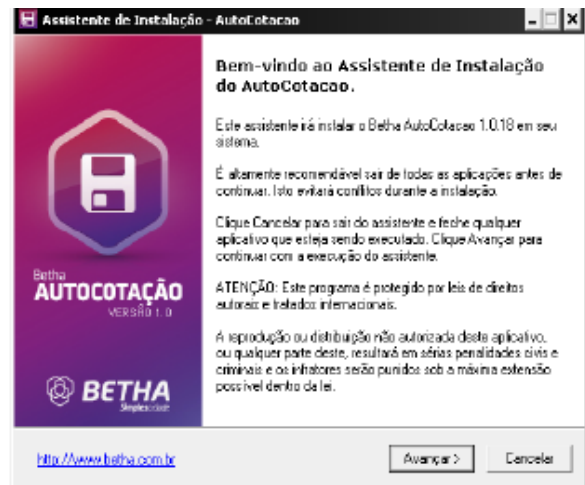 Assistente de Instalação - AutoCotacao
Bem-vindo ao Assistente de Instalação
do AutoCotacao.
Este assistente irá instalar o Betha AutoCotacao 1.0.18 em seu
sistema.
É altamente recomendável sair de todas as aplicações antes de
continuar. Isto evitará conflitos durante a instalação.
Clique Cancelar para sair do assistente e feche qualquer
aplicativo que esteja sendo executado. Clique Avançar para
continuar com a execução do assistente.
ATENÇÃO: Este programa é protegido por leis de direitos
autorais e tratados internacionais.
A reprodução ou distribuição não autorizada deste aplicativo,
ou qualquer parte deste, resultará em sérias penalidades civis e
criminais e os infratores serão punidos sob a máxima extensão
possível dentro da lei.
Betha
AUTOCOTAÇÃO
VERSÃO 1.0
BETHA
http://www.betha.com.br
Avançar >
Cancelar